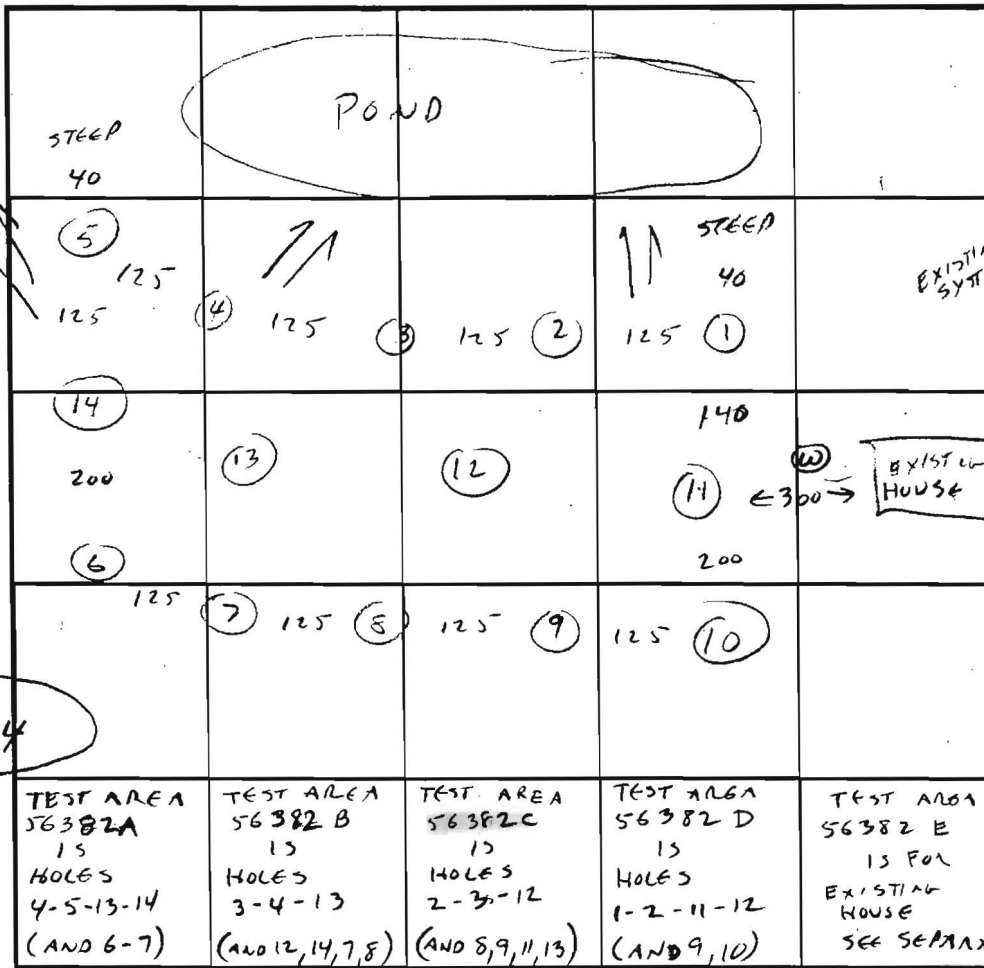 POND
STEEP
40
5
125
125
4
125
3
125
2
125
1
STEEP
40
14
200
6
13
12
140
11
←300→
W
EXISTING
HOUSE
200
125
7
125
8
125
9
125
10
4
TEST AREA
56382A
IS
HOLES
4-5-13-14
(AND 6-7)
TEST AREA
56382 B
IS
HOLES
3-4-13
(AND 12,14,7,8)
TEST AREA
56382C
IS
HOLES
2-3-12
(AND 8,9,11,13)
TEST AREA
56382 D
IS
HOLES
1-2-11-12
(AND 9,10)
TEST AREA
56382 E
IS FOR
EXISTING
HOUSE
SEE